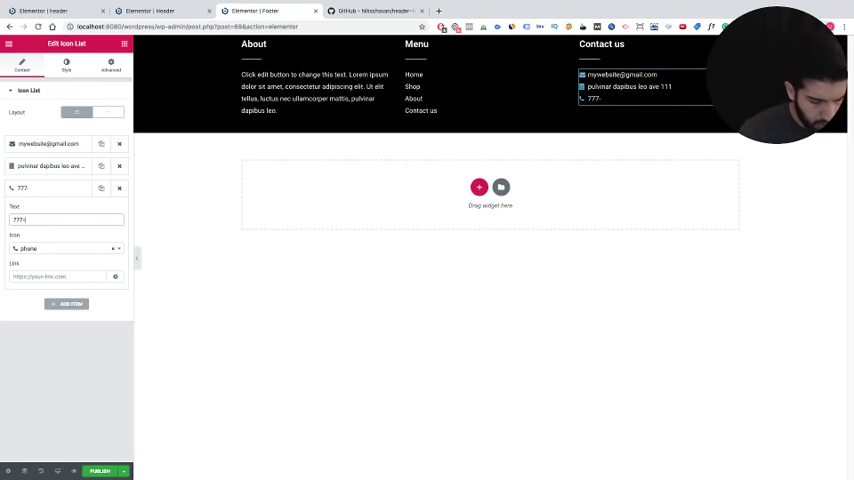 Elementor | header
Elementor | Header
Elementor | Footer
GitHub - Nikschavan/header-f
localhost:8080/wordpress/wp-admin/post.php?post=69&action=elementor
Edit Icon List
Content
Style
Advanced
Icon List
Layout
mywebsite@gmail.com
pulvinar dapibus leo ave ...
777-
Text
777-
Icon
phone
Link
https://your-link.com
ADD ITEM
PUBLISH
About
Click edit button to change this text. Lorem ipsum
dolor sit amet, consectetur adipiscing elit. Ut elit
tellus, luctus nec ullamcorper mattis, pulvinar
dapibus leo.
Menu
Home
Shop
About
Contact us
Contact us
mywebsite@gmail.com
pulvinar dapibus leo ave 111
777-
Drag widget here